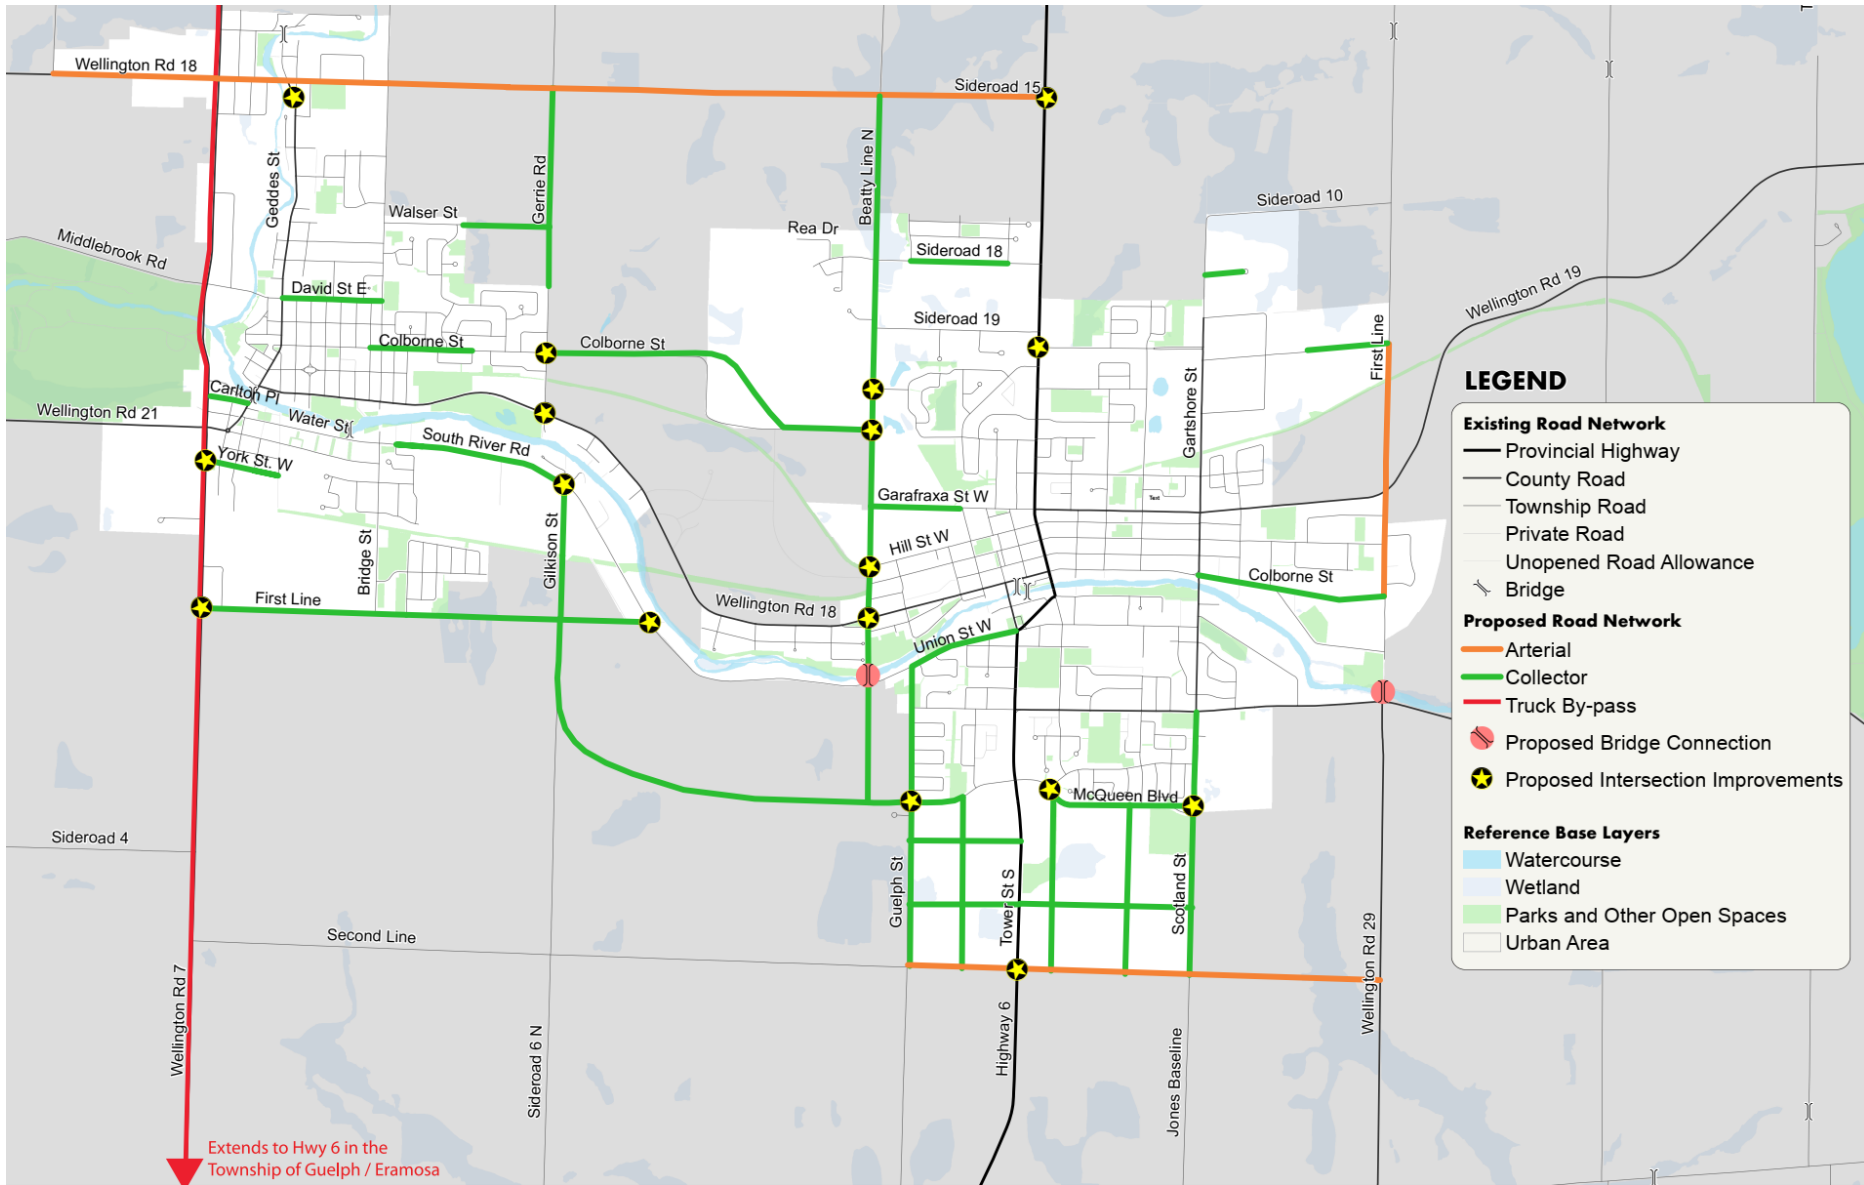 Wellington Rd 18
Sideroad 15
Geddes St
Gerrie Rd
Beatty Line N
Walser St
Rea Dr
Sideroad 10
Middlebrook Rd
Sideroad 18
David St E
Wellington Rd 19
Sideroad 19
Colborne St
Colborne St
First Line
Gartshore St
Carlton Pl
Wellington Rd 21
Water St
South River Rd
York St. W
Garafraxa St W
Text
Hill St W
Gilkison St
Bridge St
Colborne St
First Line
Wellington Rd 18
Union St W
McQueen Blvd
Sideroad 4
Guelph St
Tower St S
Scotland St
Second Line
Wellington Rd 29
Wellington Rd 7
Sideroad 6 N
Highway 6
Jones Baseline
Extends to Hwy 6 in the
Township of Guelph / Eramosa
LEGEND
Existing Road Network
Provincial Highway
County Road
Township Road
Private Road
Unopened Road Allowance
Bridge
Proposed Road Network
Arterial
Collector
Truck By-pass
Proposed Bridge Connection
Proposed Intersection Improvements
Reference Base Layers
Watercourse
Wetland
Parks and Other Open Spaces
Urban Area